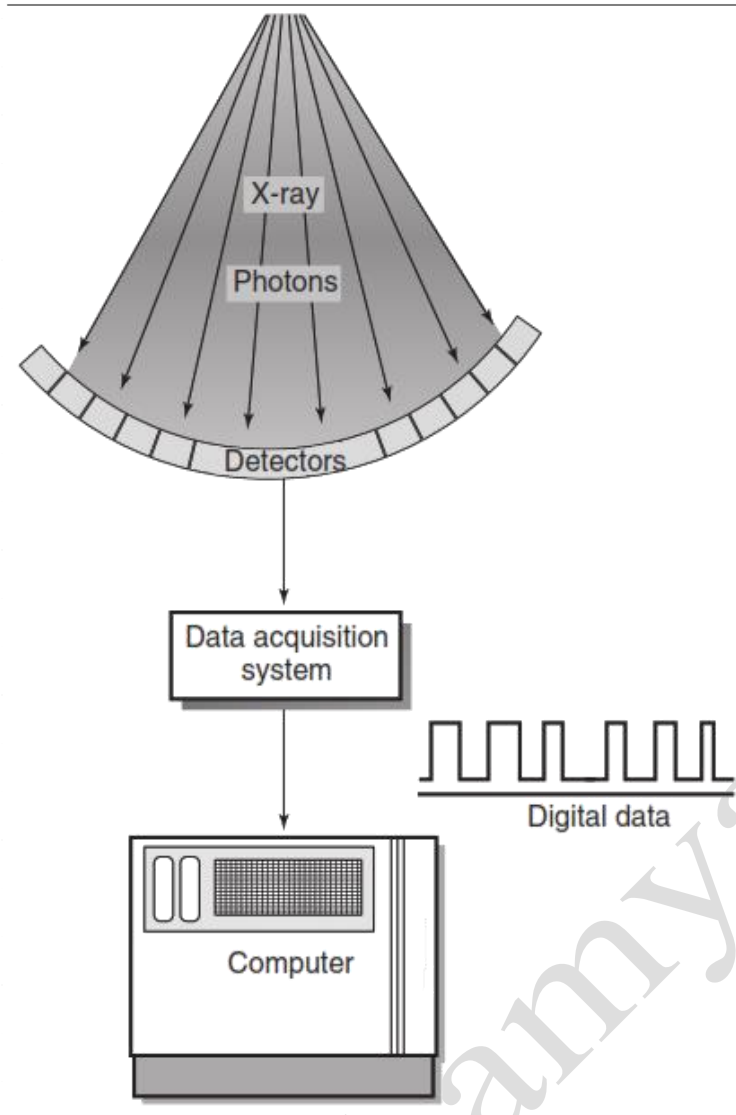 X-ray
Photons
Detectors
Data acquisition
system
Digital data
Computer